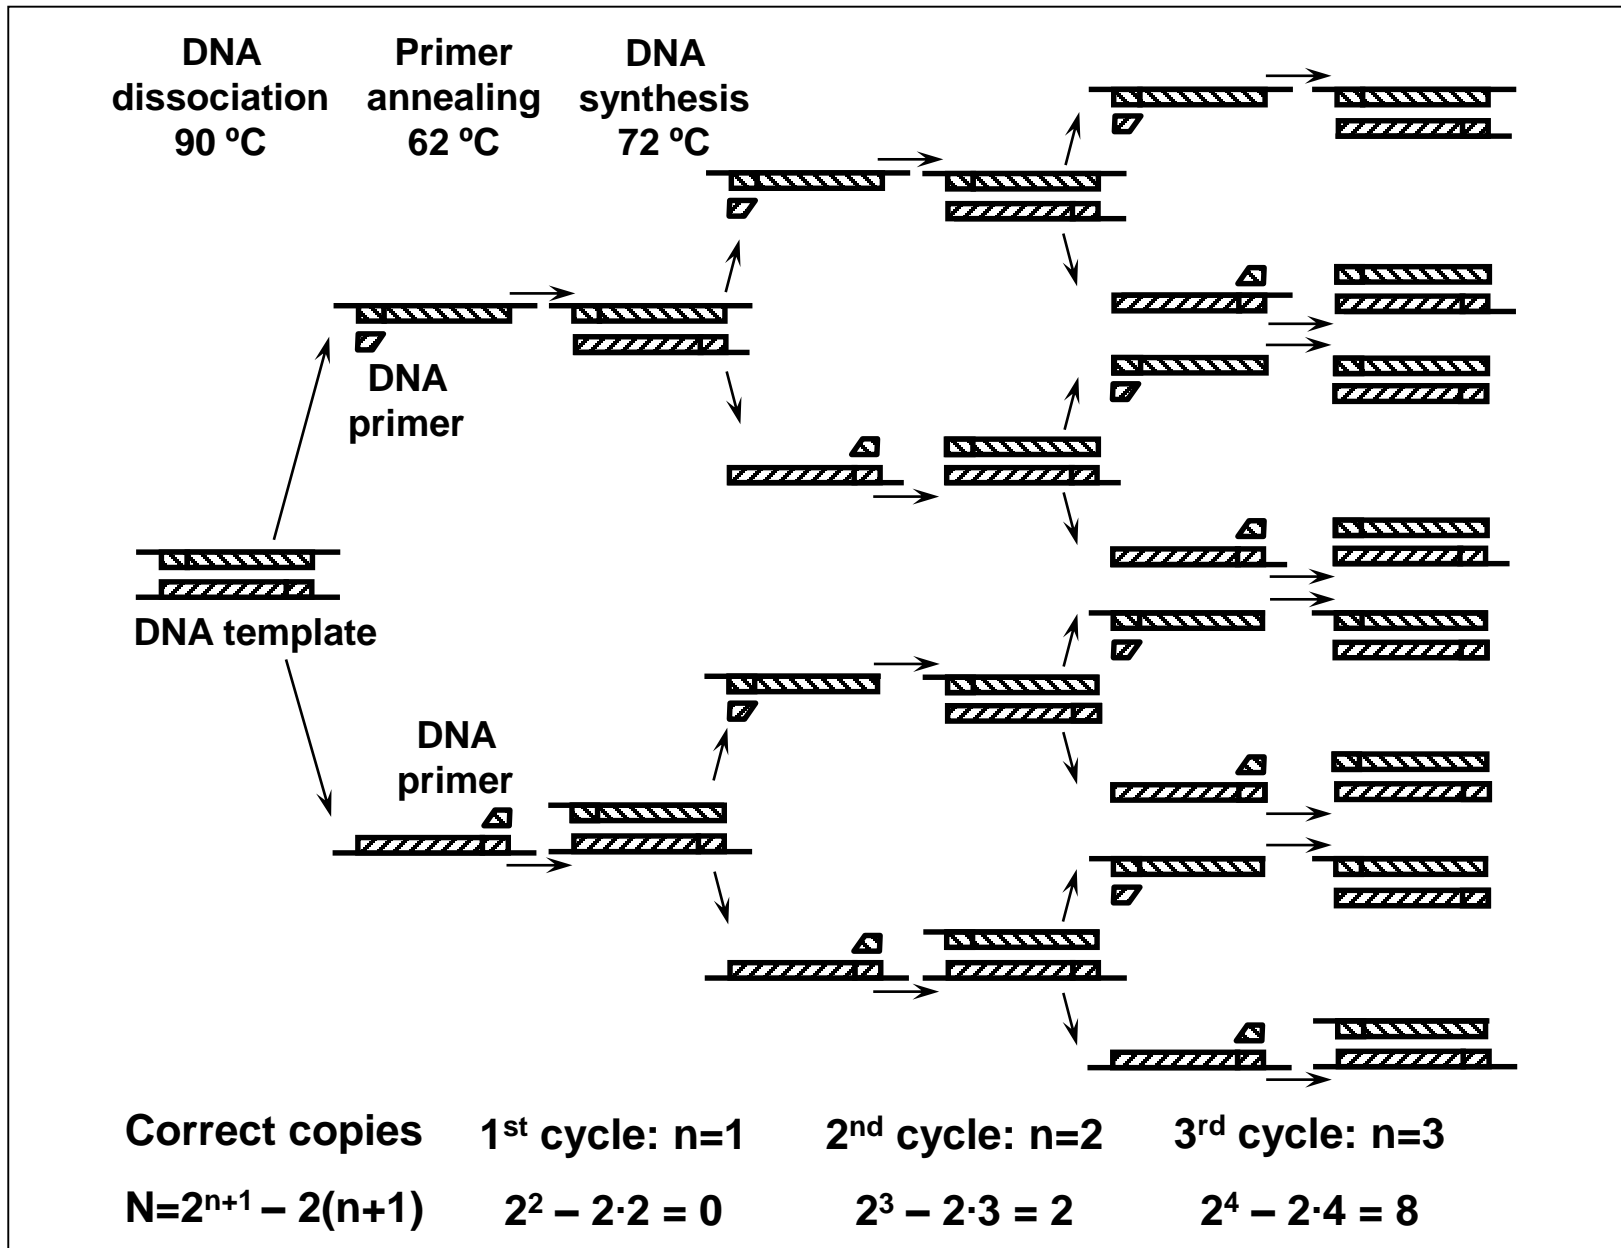 DNA
dissociation
90 ºC
Primer
annealing
62 ºC
DNA
synthesis
72 ºC
DNA
primer
DNA template
DNA
primer
Correct copies
1st cycle: n=1
2nd cycle: n=2
3rd cycle: n=3
N=2ⁿ⁺¹ – 2(n+1)
2² – 2·2 = 0
2³ – 2·3 = 2
2⁴ – 2·4 = 8